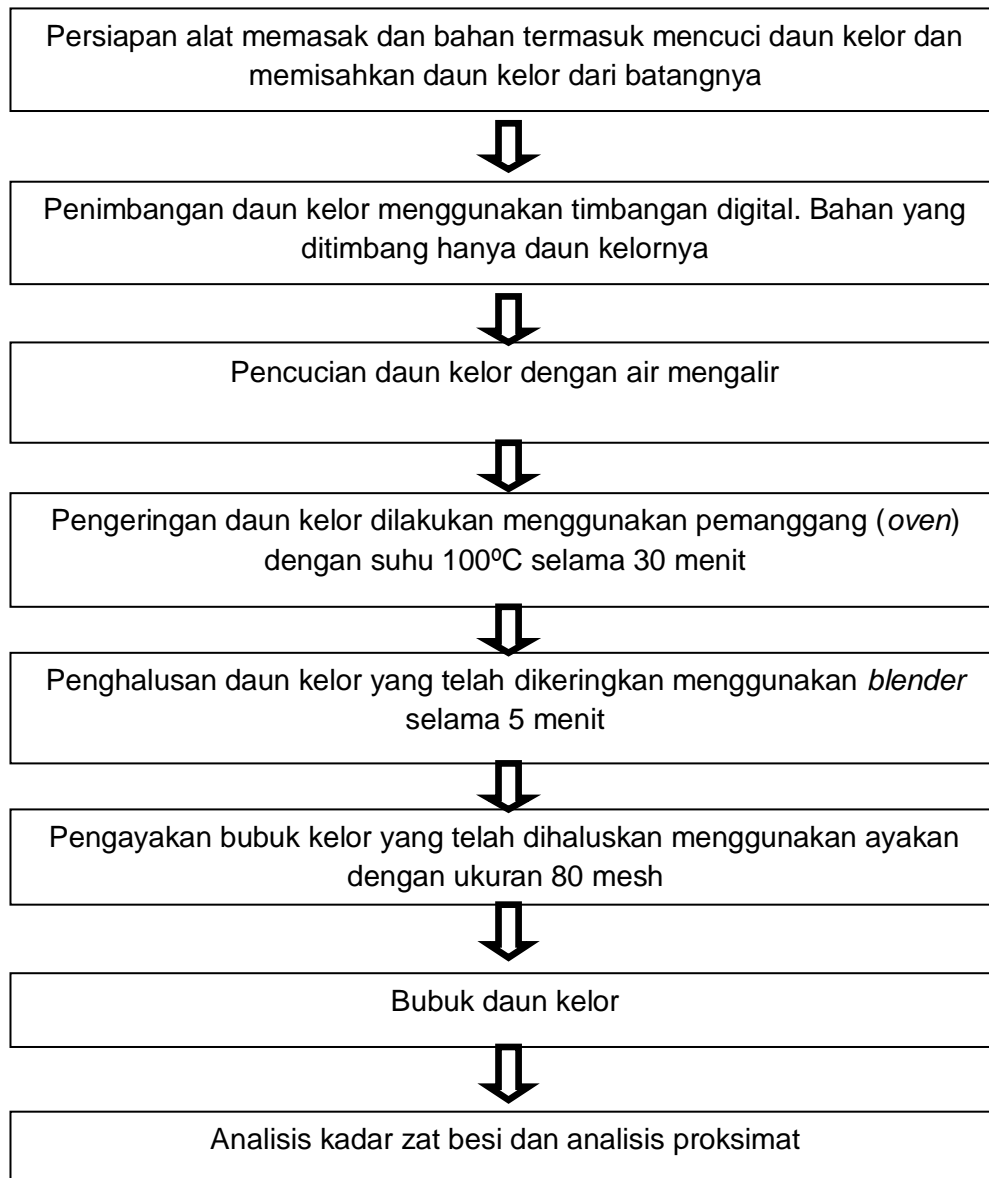 Persiapan alat memasak dan bahan termasuk mencuci daun kelor dan
memisahkan daun kelor dari batangnya
Penimbangan daun kelor menggunakan timbangan digital. Bahan yang
ditimbang hanya daun kelornya
Pencucian daun kelor dengan air mengalir
Pengeringan daun kelor dilakukan menggunakan pemanggang (oven)
dengan suhu 100⁰C selama 30 menit
Penghalusan daun kelor yang telah dikeringkan menggunakan blender
selama 5 menit
Pengayakan bubuk kelor yang telah dihaluskan menggunakan ayakan
dengan ukuran 80 mesh
Bubuk daun kelor
Analisis kadar zat besi dan analisis proksimat